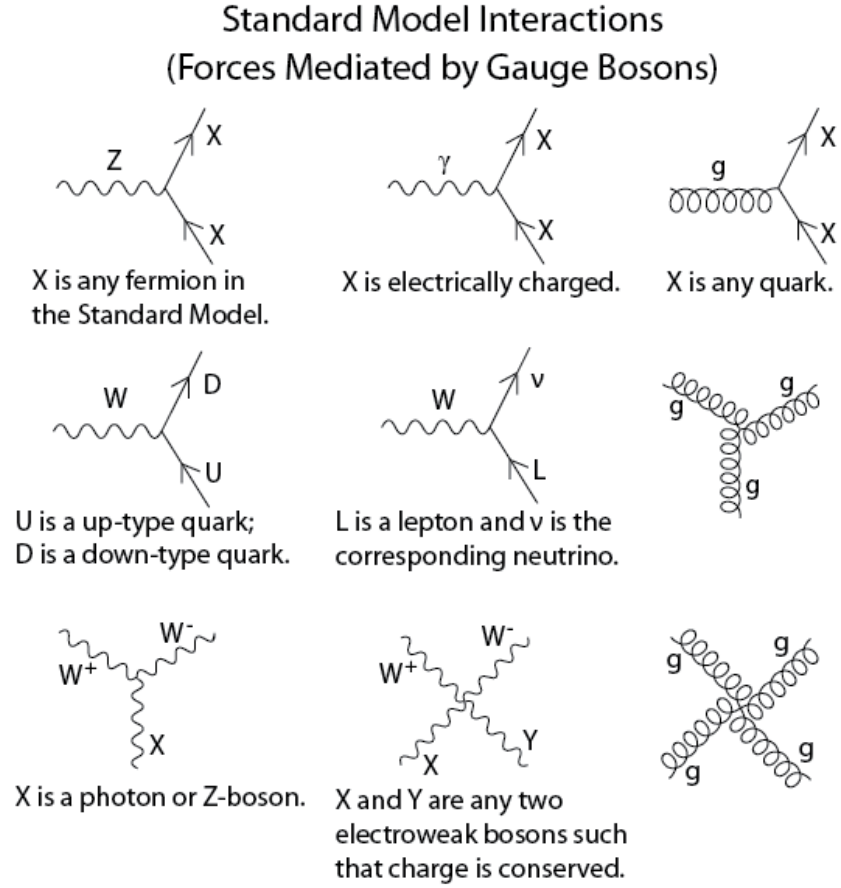 Standard Model Interactions
(Forces Mediated by Gauge Bosons)
Z
X
X
X is any fermion in
the Standard Model.
γ
X
X
X is electrically charged.
g
X
X
X is any quark.
W
D
U
U is a up-type quark;
D is a down-type quark.
W
ν
L
L is a lepton and ν is the
corresponding neutrino.
g
g
g
W+
W-
X
X is a photon or Z-boson.
W+
W-
X
Y
X and Y are any two
electroweak bosons such
that charge is conserved.
g
g
g
g